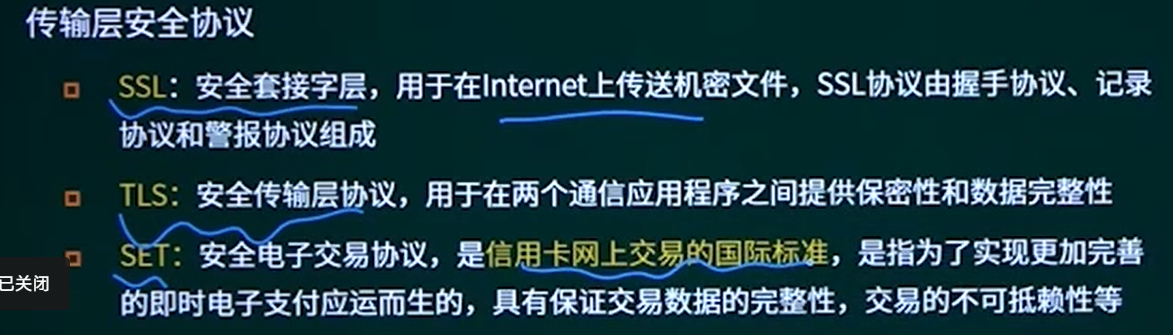 传输层安全协议
SSL：安全套接字层，用于在Internet上传送机密文件，SSL协议由握手协议、记录
协议和警报协议组成
TLS：安全传输层协议，用于在两个通信应用程序之间提供保密性和数据完整性
SET：安全电子交易协议，是信用卡网上交易的国际标准，是指为了实现更加完善
已关闭
的即时电子支付应运而生的，具有保证交易数据的完整性，交易的不可抵赖性等